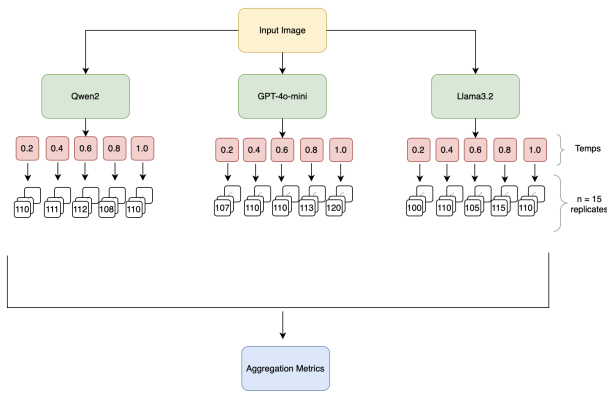 Input Image
Qwen2 GPT-4o-mini Llama3.2
0.2 0.4 0.6 0.8 1.0 0.2 0.4 0.6 0.8 1.0 0.2 0.4 0.6 0.8 1.0 Temps
110 111 112 108 110 107 110 110 113 120 100 110 105 115 110
n = 15
replicates
Aggregation Metrics